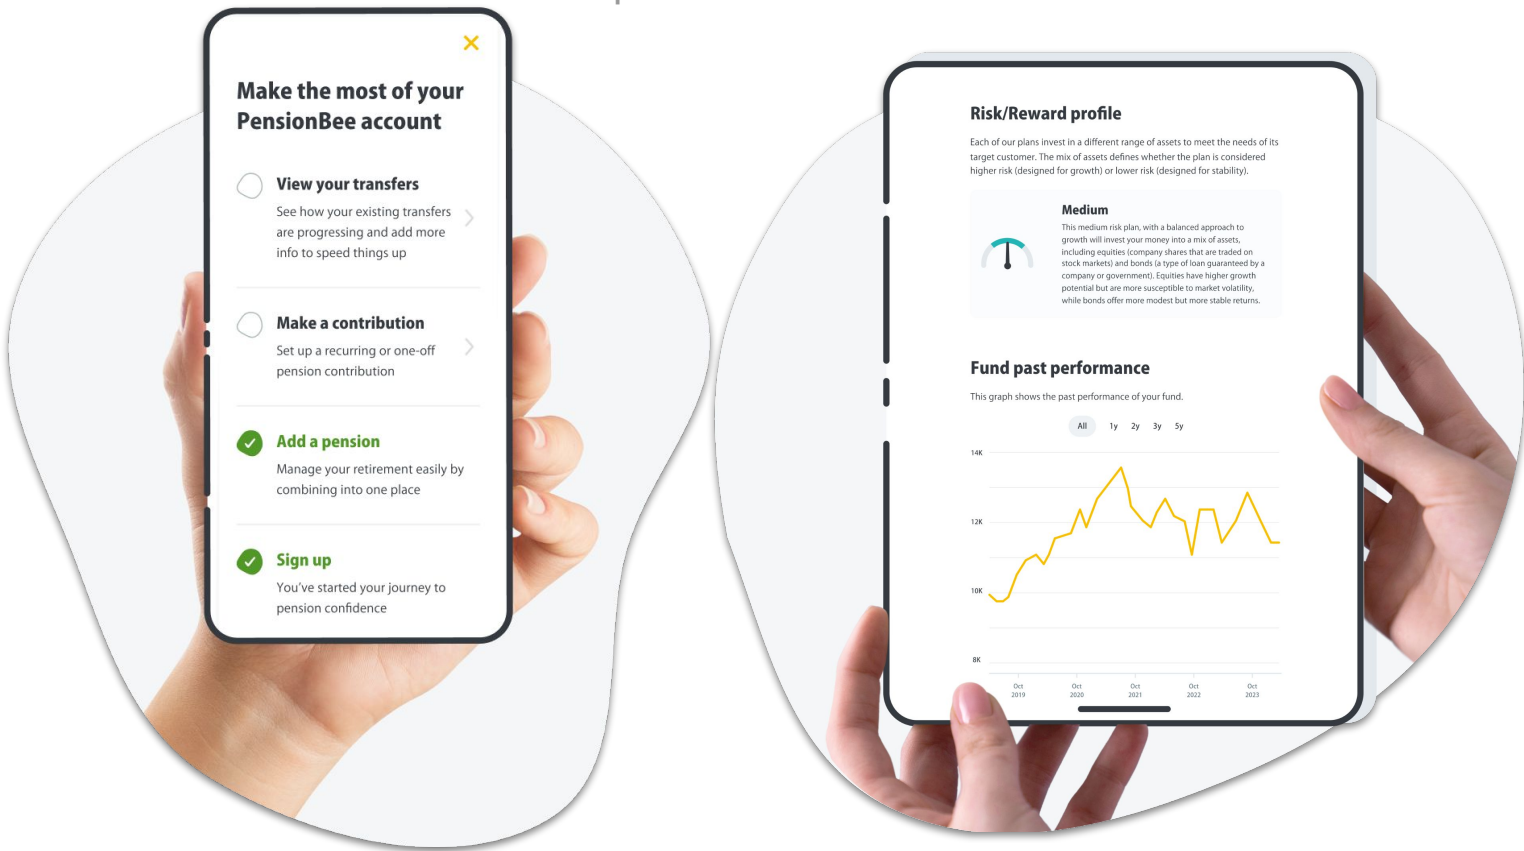 Make the most of your
PensionBee account
View your transfers
See how your existing transfers
are progressing and add more
info to speed things up
Make a contribution
Set up a recurring or one-off
pension contribution
Add a pension
Manage your retirement easily by
combining into one place
Sign up
You've started your journey to
pension confidence
Risk/Reward profile
Each of our plans invest in a different range of assets to meet the needs of its
target customer. The mix of assets defines whether the plan is considered
higher risk (designed for growth) or lower risk (designed for stability).
Medium
This medium risk plan, with a balanced approach to
growth will invest your money into a mix of assets,
including equities (company shares that are traded on
stock markets) and bonds (a type of loan guaranteed by a
company or government). Equities have higher growth
potential but are more susceptible to market volatility,
while bonds offer more modest but more stable returns.
Fund past performance
This graph shows the past performance of your fund.
All 1y 2y 3y 5y
14K
12K
10K
8K
Oct Oct Oct Oct Oct
2019 2020 2021 2022 2023